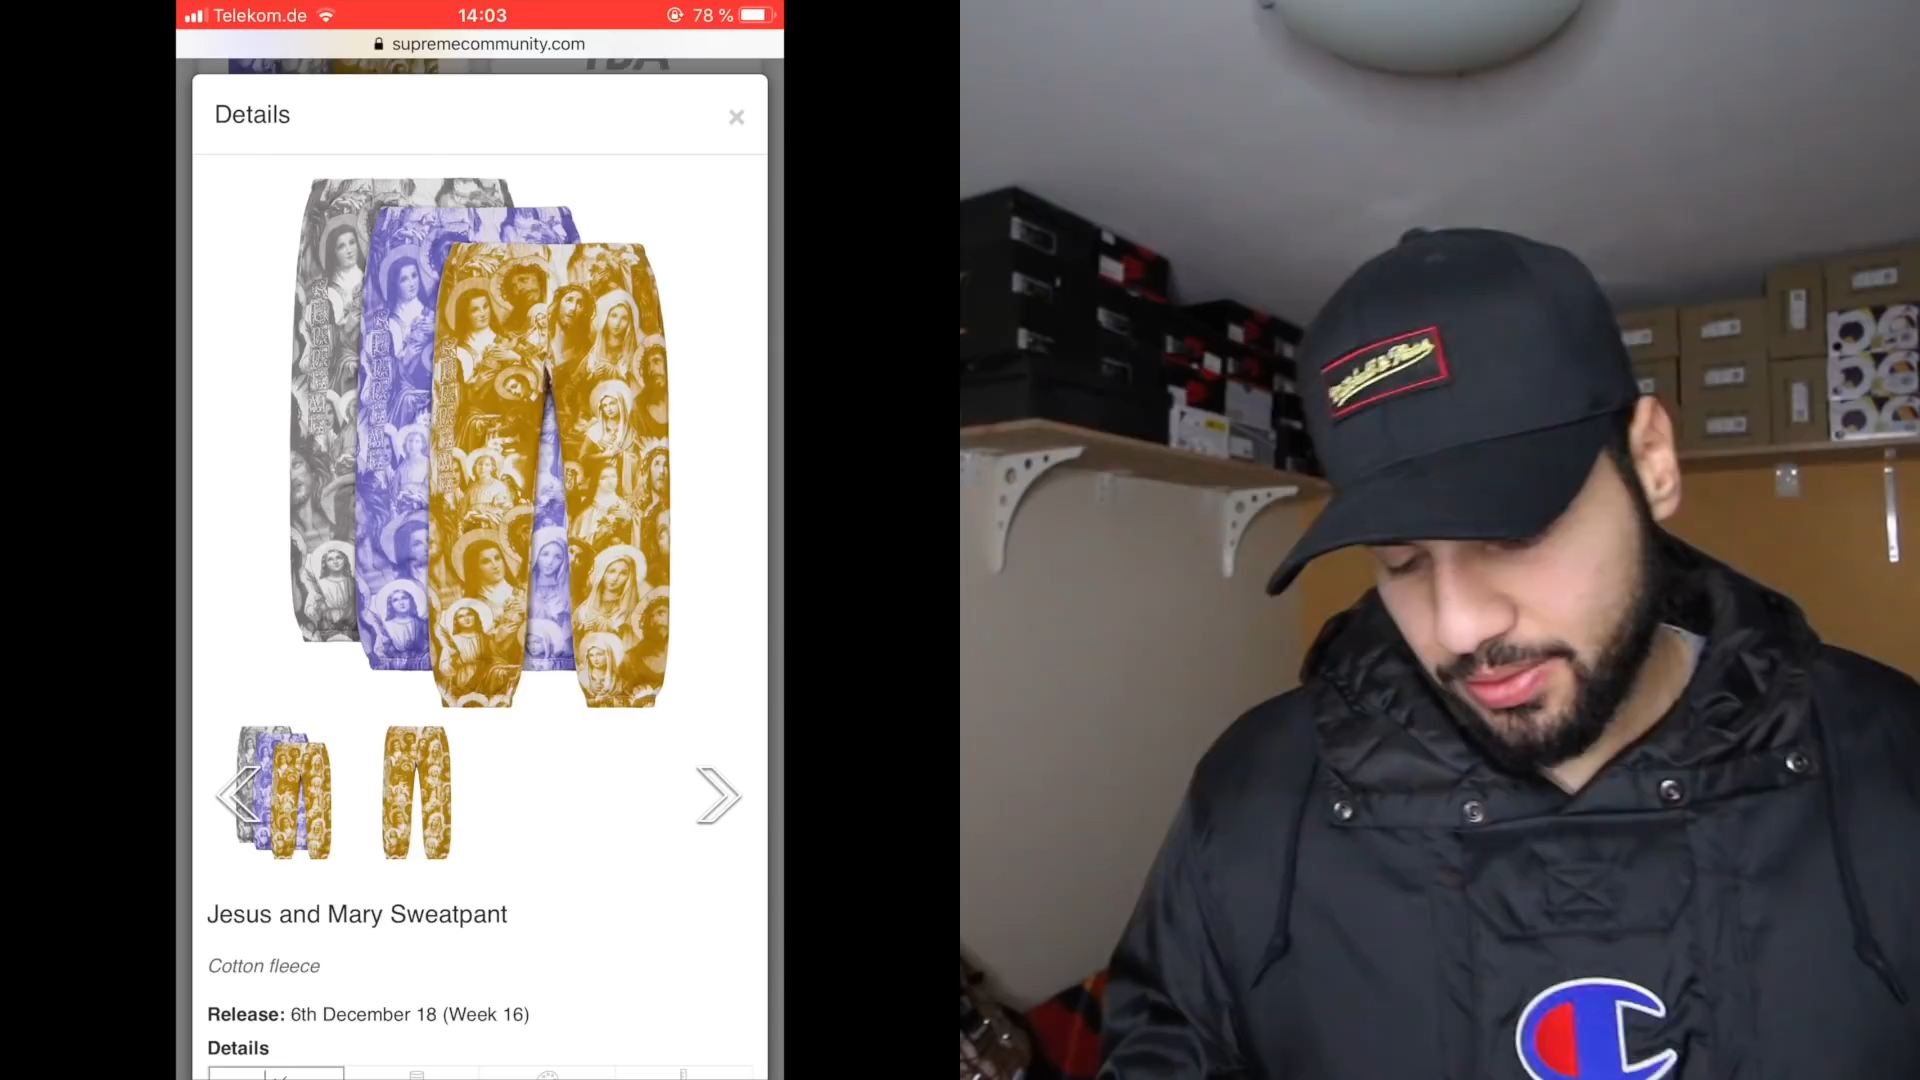 Telekom.de
14:03
78 %
supremecommunity.com
TBA
Details
Jesus and Mary Sweatpant
Cotton fleece
Release: 6th December 18 (Week 16)
Details